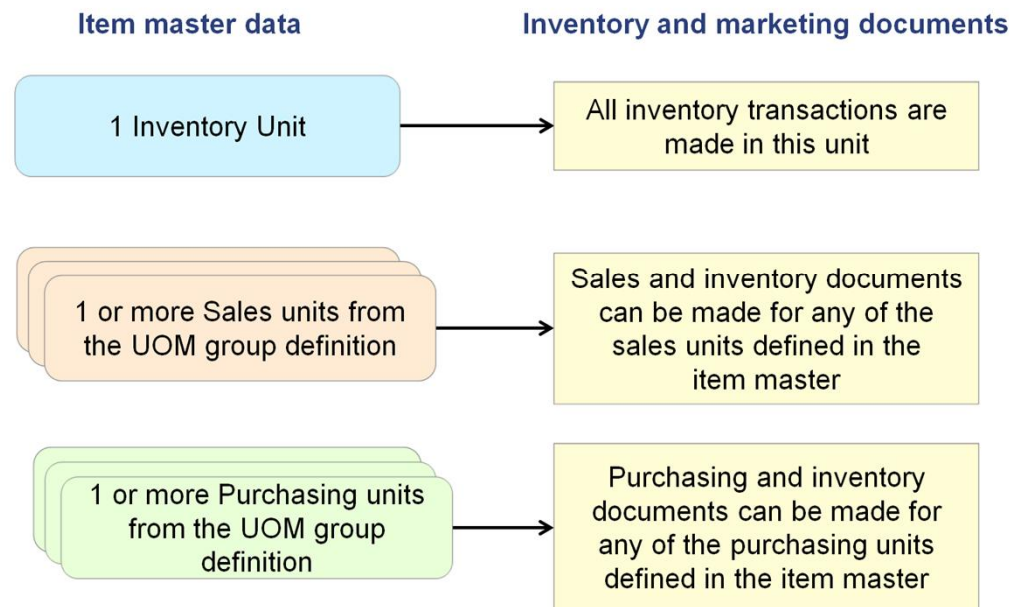 Item master data
Inventory and marketing documents
1 Inventory Unit
All inventory transactions are
made in this unit
1 or more Sales units from
the UOM group definition
Sales and inventory documents
can be made for any of the
sales units defined in the
item master
1 or more Purchasing units
from the UOM group
definition
Purchasing and inventory
documents can be made for
any of the purchasing units
defined in the item master